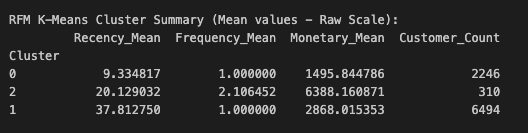 RFM K-Means Cluster Summary (Mean values - Raw Scale):
Recency_Mean Frequency_Mean Monetary_Mean Customer_Count
Cluster
0 9.334817 1.000000 1495.844786 2246
2 20.129032 2.106452 6388.160871 310
1 37.812750 1.000000 2868.015353 6494